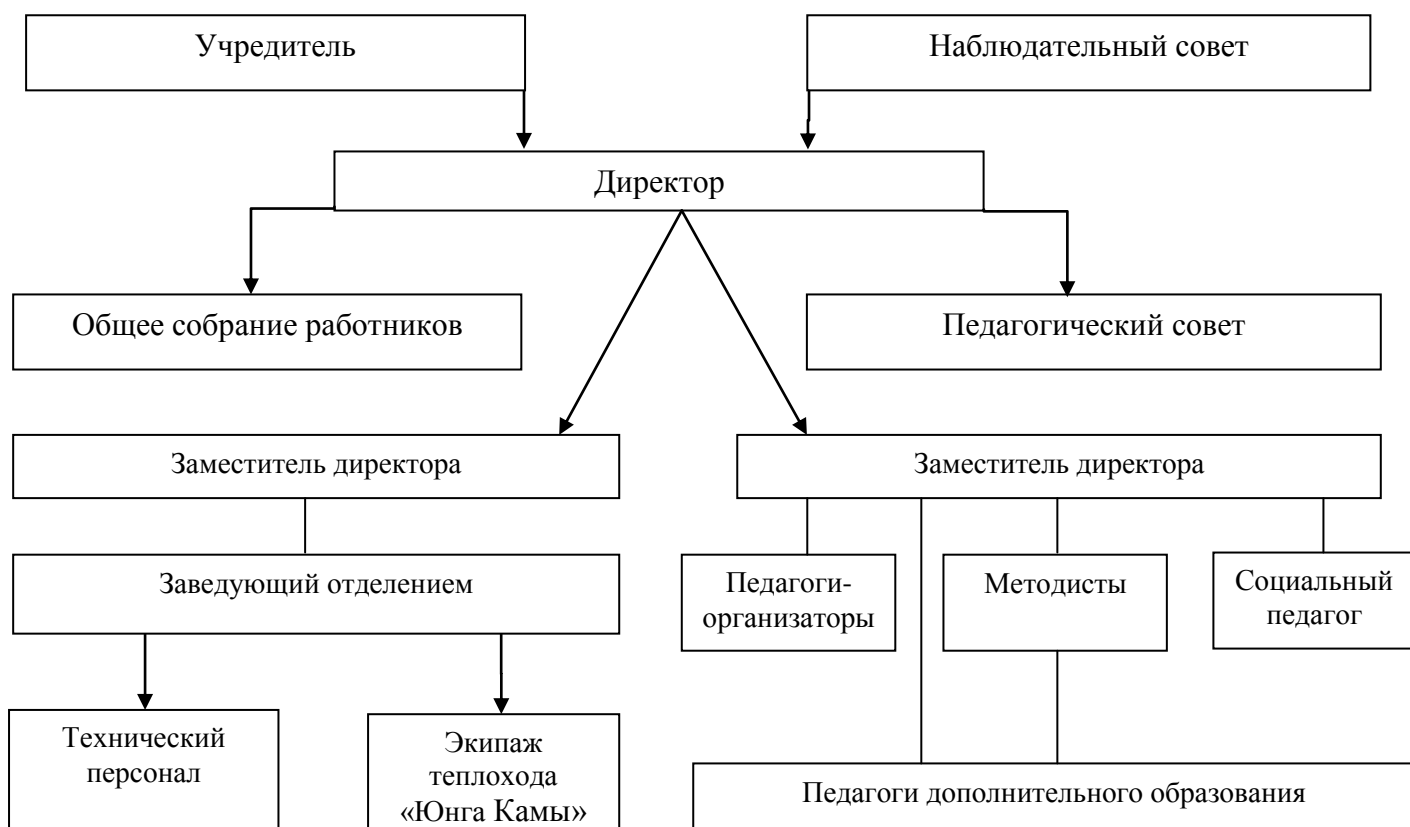 Учредитель
Наблюдательный совет
Директор
Общее собрание работников
Педагогический совет
Заместитель директора
Заместитель директора
Заведующий отделением
Педагоги-
организаторы
Методисты
Социальный
педагог
Технический
персонал
Экипаж
теплохода
«Юнга Камы»
Педагоги дополнительного образования